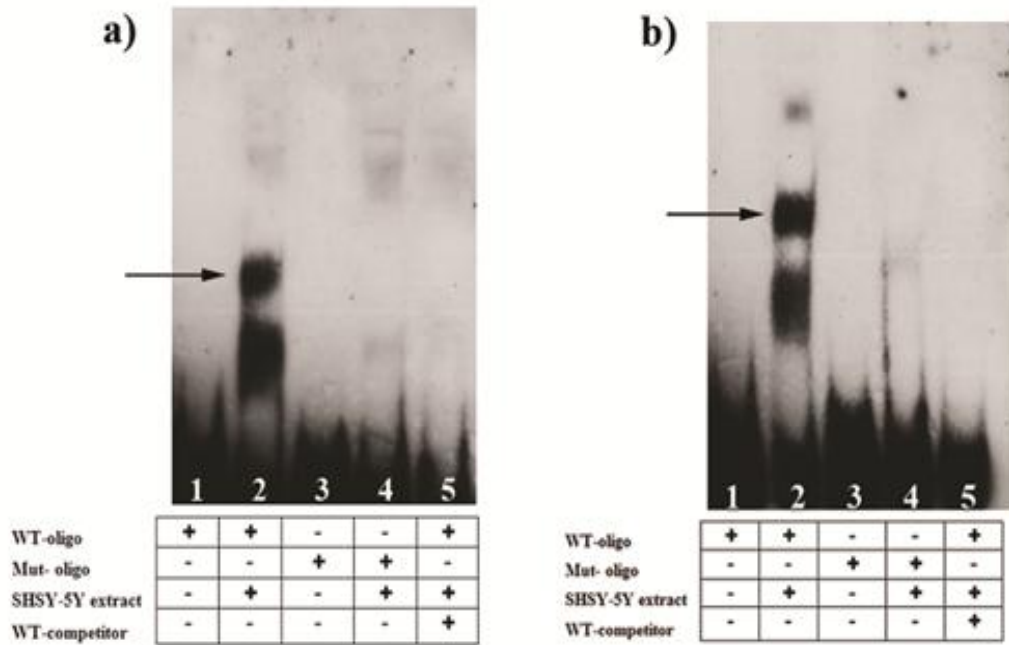 a)
b)
1 2 3 4 5
1 2 3 4 5
WT-oligo + + - - +
Mut- oligo - - + + -
SHSY-5Y extract - + - + +
WT-competitor - - - - +
WT-oligo + + - - +
Mut- oligo - - + + -
SHSY-5Y extract - + - + +
WT-competitor - - - - +